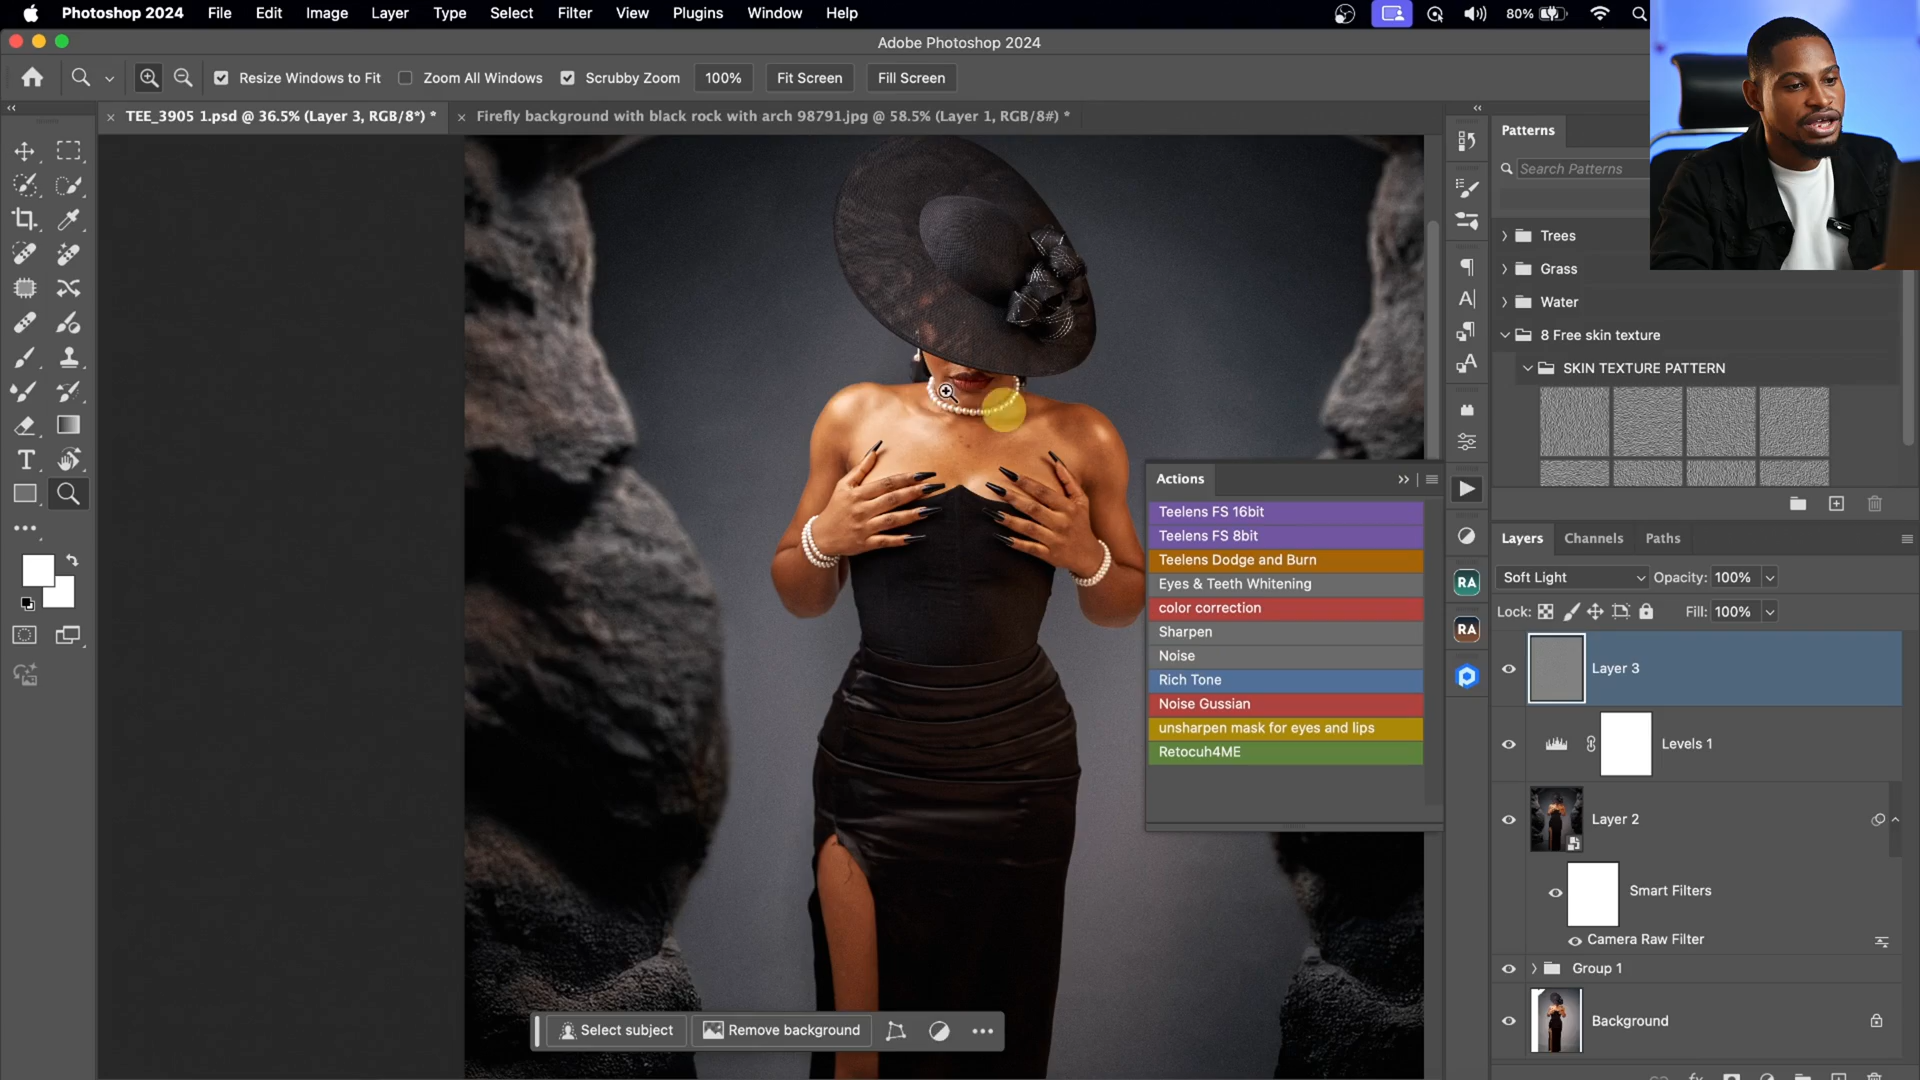 Photoshop 2024 File Edit Image Layer Type Select Filter View Plugins Window Help 80%
Adobe Photoshop 2024
Resize Windows to Fit Zoom All Windows Scrubby Zoom 100% Fit Screen Fill Screen
TEE_3905 1.psd @ 36.5% (Layer 3, RGB/8*) * Firefly background with black rock with arch 98791.jpg @ 58.5% (Layer 1, RGB/8#) *
Patterns
Search Patterns
Trees
Grass
Water
8 Free skin texture
SKIN TEXTURE PATTERN
Actions
Teelens FS 16bit
Teelens FS 8bit
Teelens Dodge and Burn
Eyes & Teeth Whitening
color correction
Sharpen
Noise
Rich Tone
Noise Gussian
unsharpen mask for eyes and lips
Retocuh4ME
RA
RA
Layers Channels Paths
Soft Light Opacity: 100%
Lock: Fill: 100%
Layer 3
Levels 1
Layer 2
Smart Filters
Camera Raw Filter
Group 1
Background
Select subject Remove background